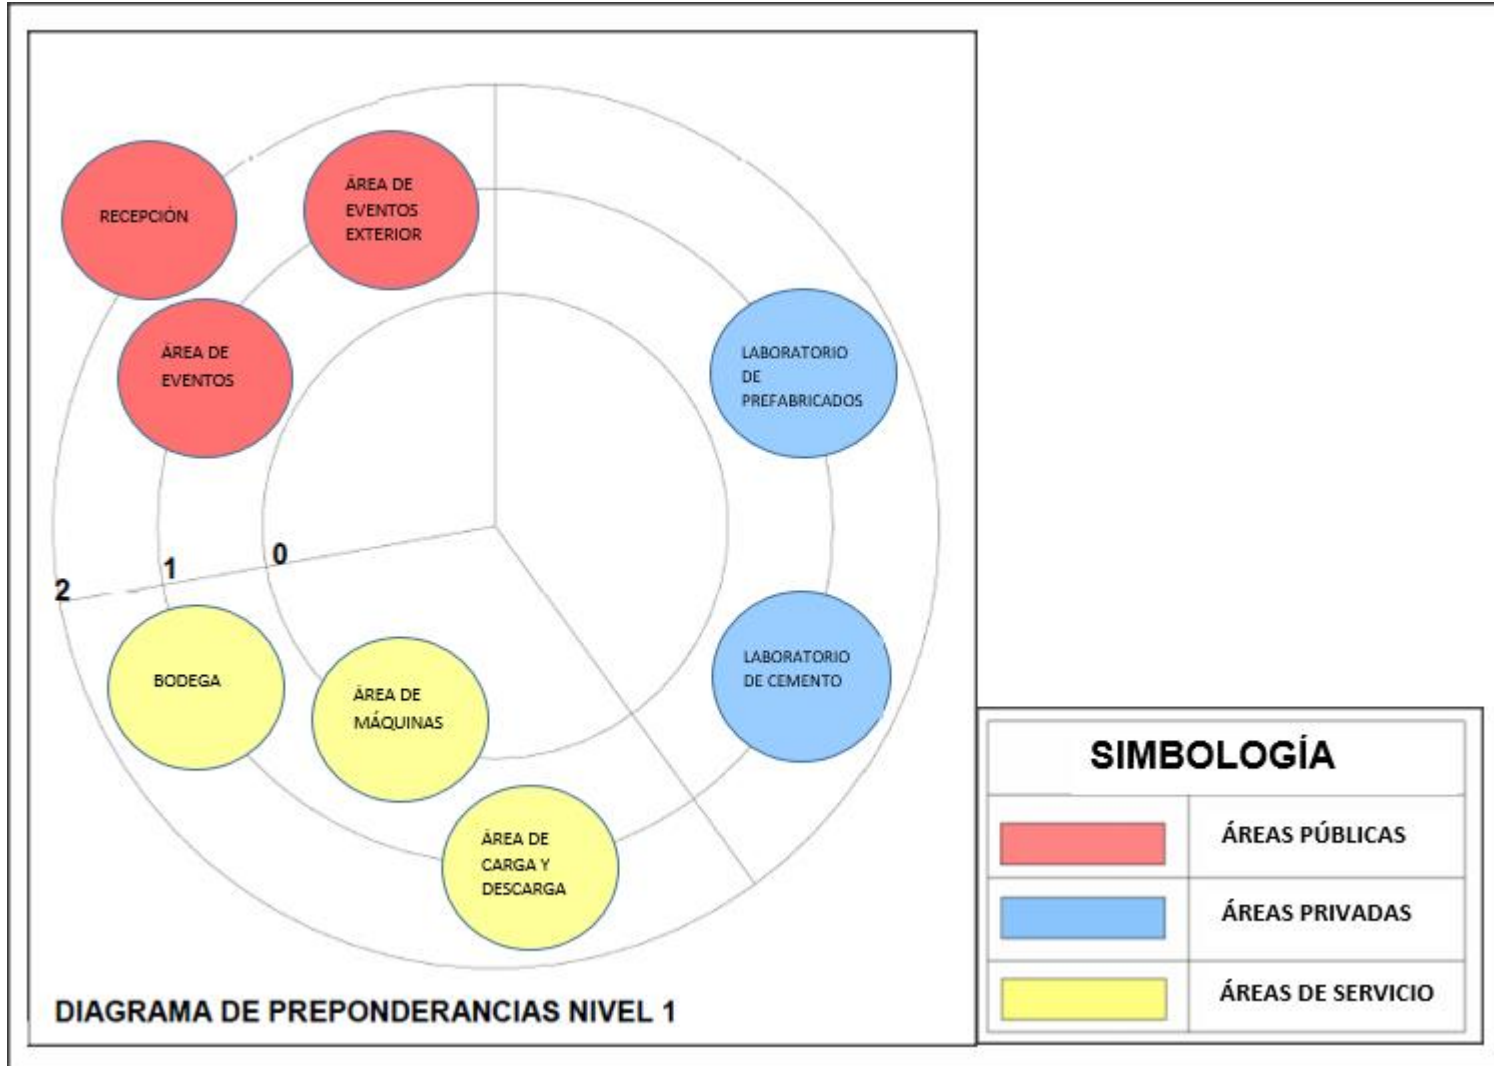 RECEPCIÓN
ÁREA DE
EVENTOS
EXTERIOR
ÁREA DE
EVENTOS
LABORATORIO
DE
PREFABRICADOS
0
1
2
BODEGA
ÁREA DE
MÁQUINAS
LABORATORIO
DE CEMENTO
ÁREA DE
CARGA Y
DESCARGA
DIAGRAMA DE PREPONDERANCIAS NIVEL 1
SIMBOLOGÍA
ÁREAS PÚBLICAS
ÁREAS PRIVADAS
ÁREAS DE SERVICIO